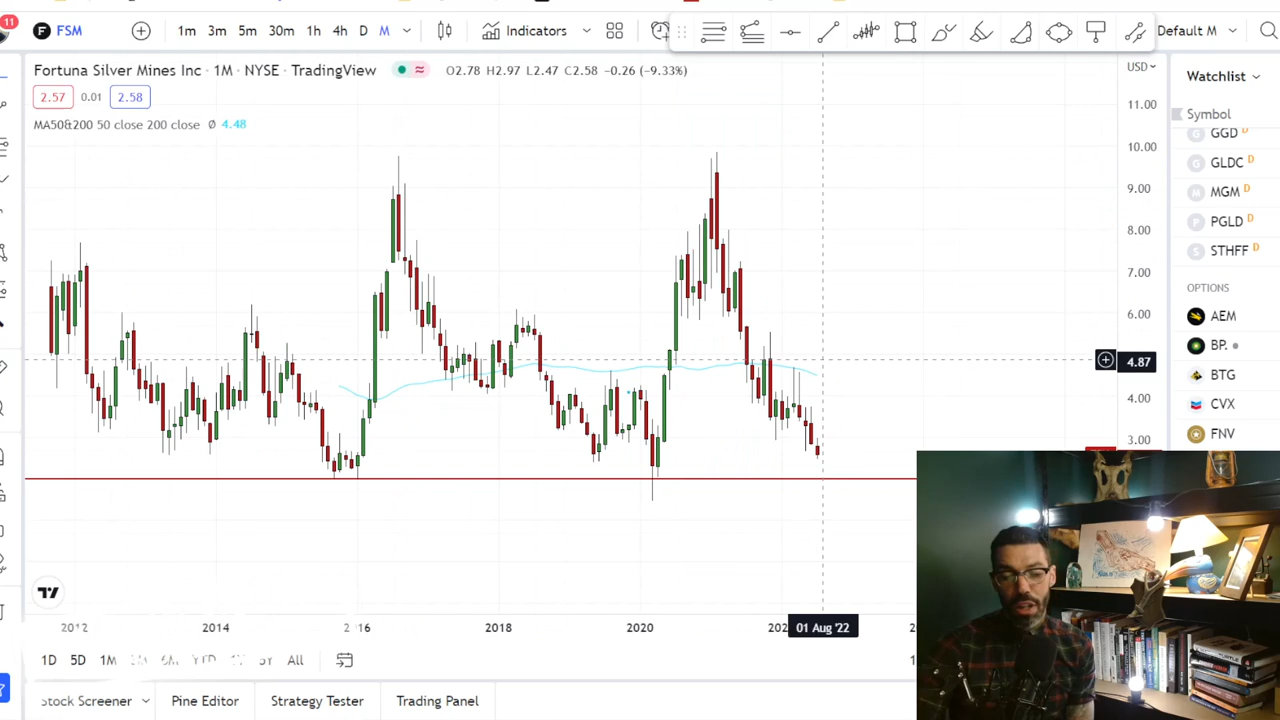 11
F FSM 1m 3m 5m 30m 1h 4h D M Indicators Default M
Fortuna Silver Mines Inc · 1M · NYSE · TradingView O2.78 H2.97 L2.47 C2.58 −0.26 (−9.33%)
2.57 0.01 2.58
MA50&200 50 close 200 close Ø 4.48
USD
11.00
10.00
9.00
8.00
7.00
6.00
4.87
4.00
3.00
Watchlist
Symbol
GGD D
GLDC D
MGM D
PGLD D
STHFF D
OPTIONS
AEM
BP.
BTG
CVX
FNV
2012 2014 2016 2018 2020 01 Aug '22
1D 5D 1M YTD 5Y All
Stock Screener Pine Editor Strategy Tester Trading Panel